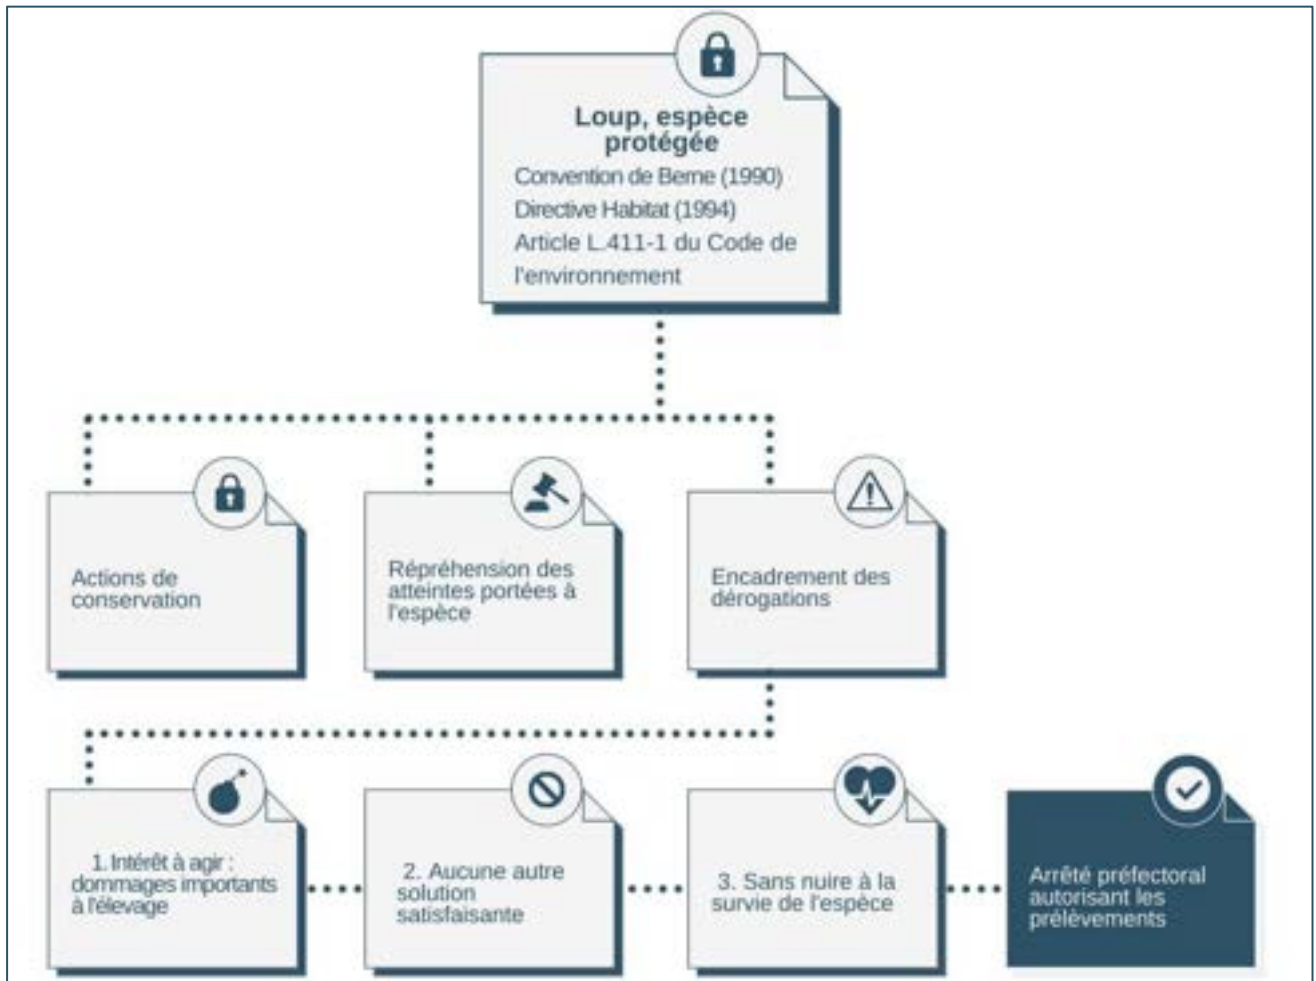 Loup, espèce
protégée
Convention de Berne (1990)
Directive Habitat (1994)
Article L.411-1 du Code de
l'environnement
Actions de
conservation
Répréhension des
atteintes portées à
l'espèce
Encadrement des
dérogations
1. Intérêt à agir :
dommages importants
à l'élevage
2. Aucune autre
solution
satisfaisante
3. Sans nuire à la
survie de l'espèce
Arrêté préfectoral
autorisant les
prélèvements